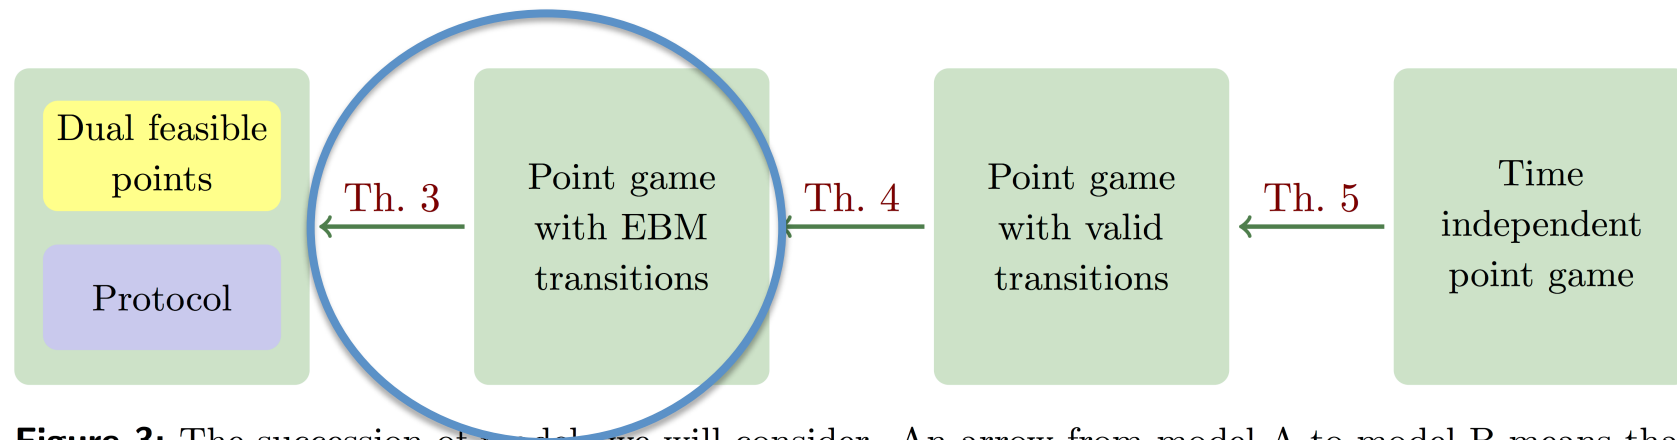 Dual feasible
points
Protocol
Th. 3
Point game
with EBM
transitions
Th. 4
Point game
with valid
transitions
Th. 5
Time
independent
point game
Figure 3: The succession of models we will consider. An arrow from model A to model B means the